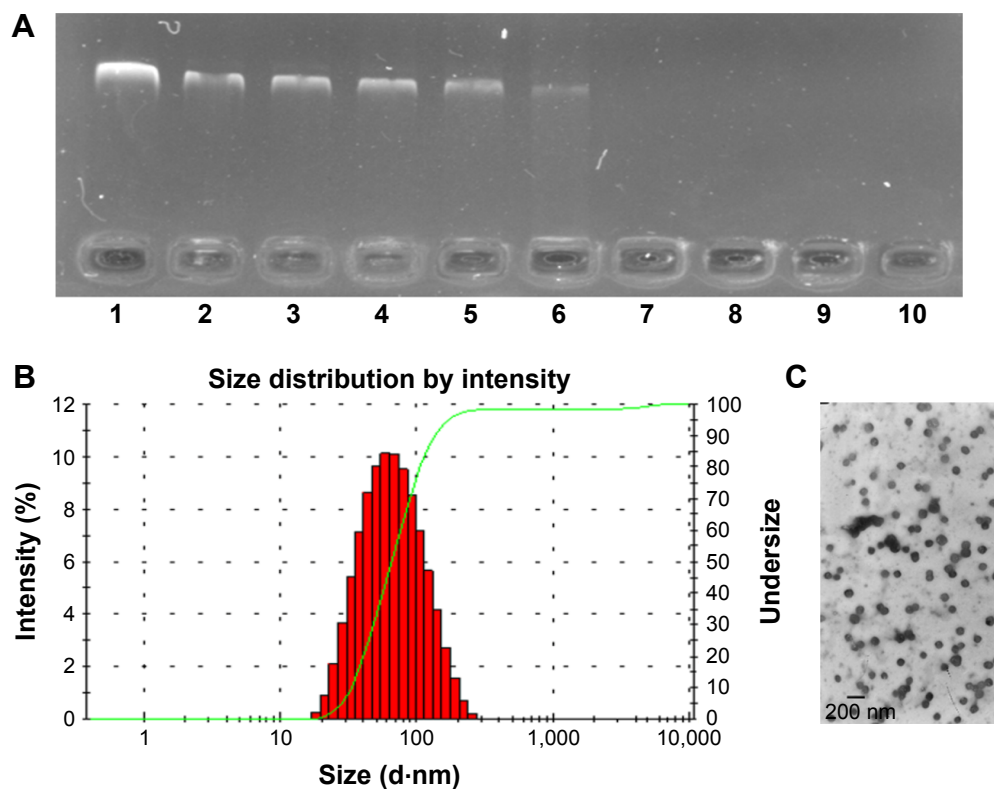 A
1 2 3 4 5 6 7 8 9 10
B
Size distribution by intensity
12
10
8
6
4
2
0
Intensity (%)
100
90
80
70
60
50
40
30
20
10
0
Undersize
1 10 100 1,000 10,000
Size (d·nm)
C
200 nm